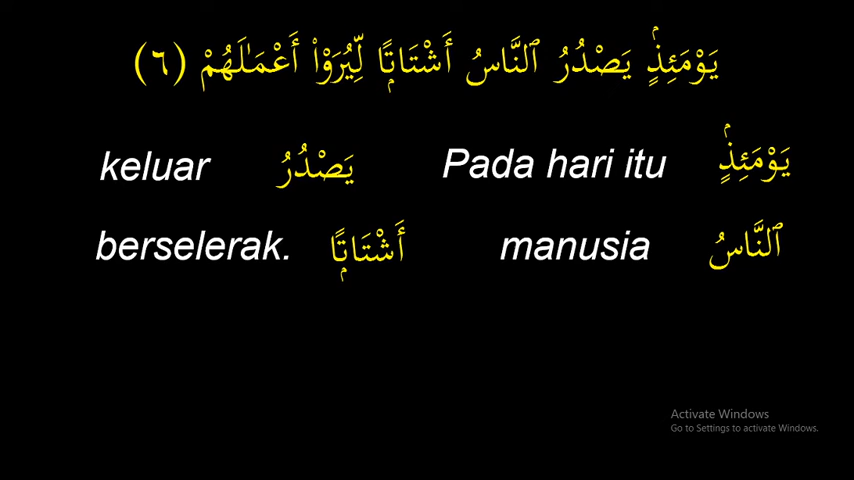 يَوْمَئِذٍۢ يَصْدُرُ ٱلنَّاسُ أَشْتَاتًۭا لِّيُرَوْا۟ أَعْمَـٰلَهُمْ (٦)
يَوْمَئِذٍۢ Pada hari itu يَصْدُرُ keluar
ٱلنَّاسُ manusia أَشْتَاتًۭا berselerak.
Activate Windows
Go to Settings to activate Windows.